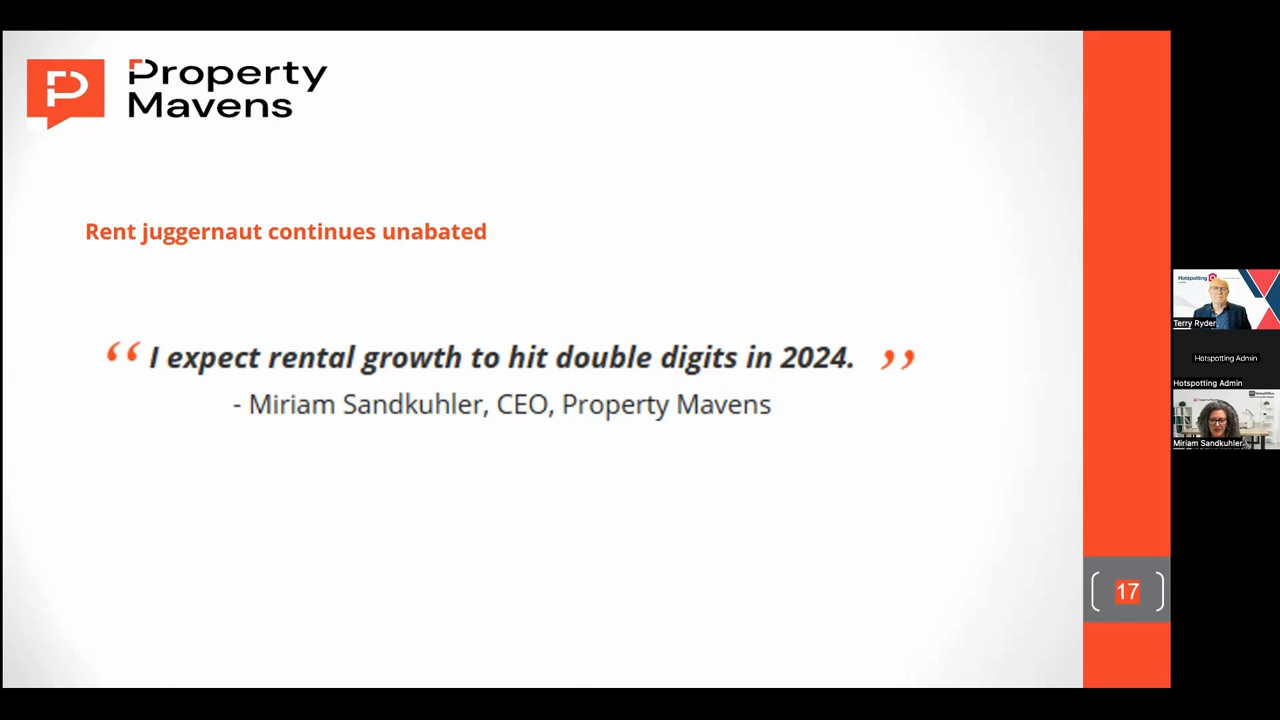 Property
Mavens
Rent juggernaut continues unabated
“ I expect rental growth to hit double digits in 2024. ”
- Miriam Sandkuhler, CEO, Property Mavens
17
Hotspotting
Terry Ryder
Hotspotting Admin
Hotspotting Admin
Miriam Sandkuhler